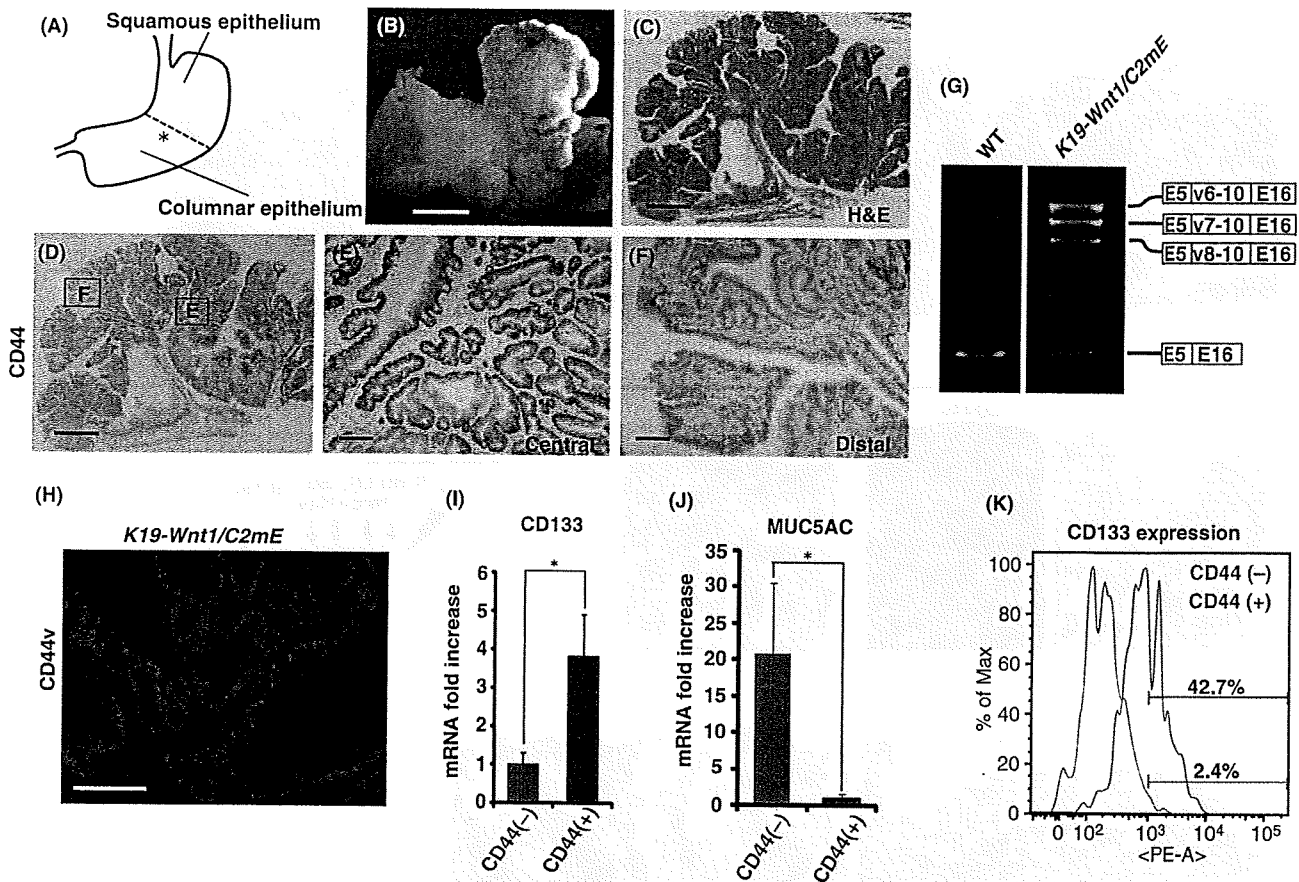 (A)
Squamous epithelium
*
Columnar epithelium
(B)
(C)
H&E
(G)
WT
K19-Wnt1/C2mE
E5 v6-10 E16
E5 v7-10 E16
E5 v8-10 E16
E5 E16
CD44
(D)
F
E
(E)
Central
(F)
Distal
(H)
K19-Wnt1/C2mE
CD44v
(I)
CD133
mRNA fold increase
6
5
4
3
2
1
0
*
CD44(–)
CD44(+)
(J)
MUC5AC
mRNA fold increase
35
30
25
20
15
10
5
0
*
CD44(–)
CD44(+)
(K)
CD133 expression
CD44 (–)
CD44 (+)
% of Max
100
80
60
40
20
0
42.7%
2.4%
0 10² 10³ 10⁴ 10⁵
<PE-A>